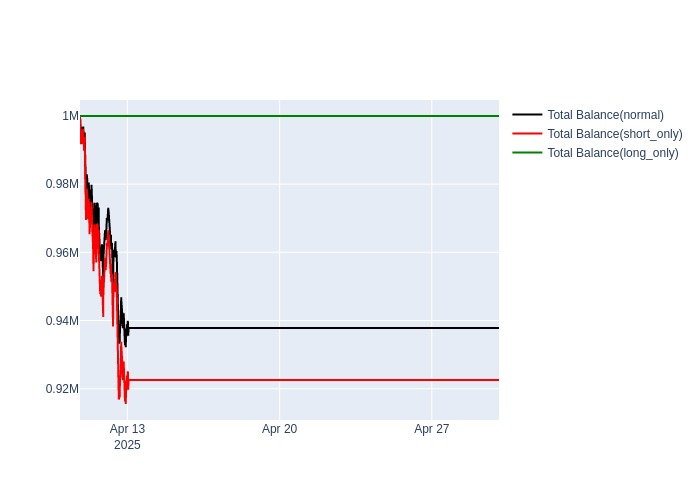 1M
0.98M
0.96M
0.94M
0.92M
Apr 13
2025
Apr 20
Apr 27
Total Balance(normal)
Total Balance(short_only)
Total Balance(long_only)